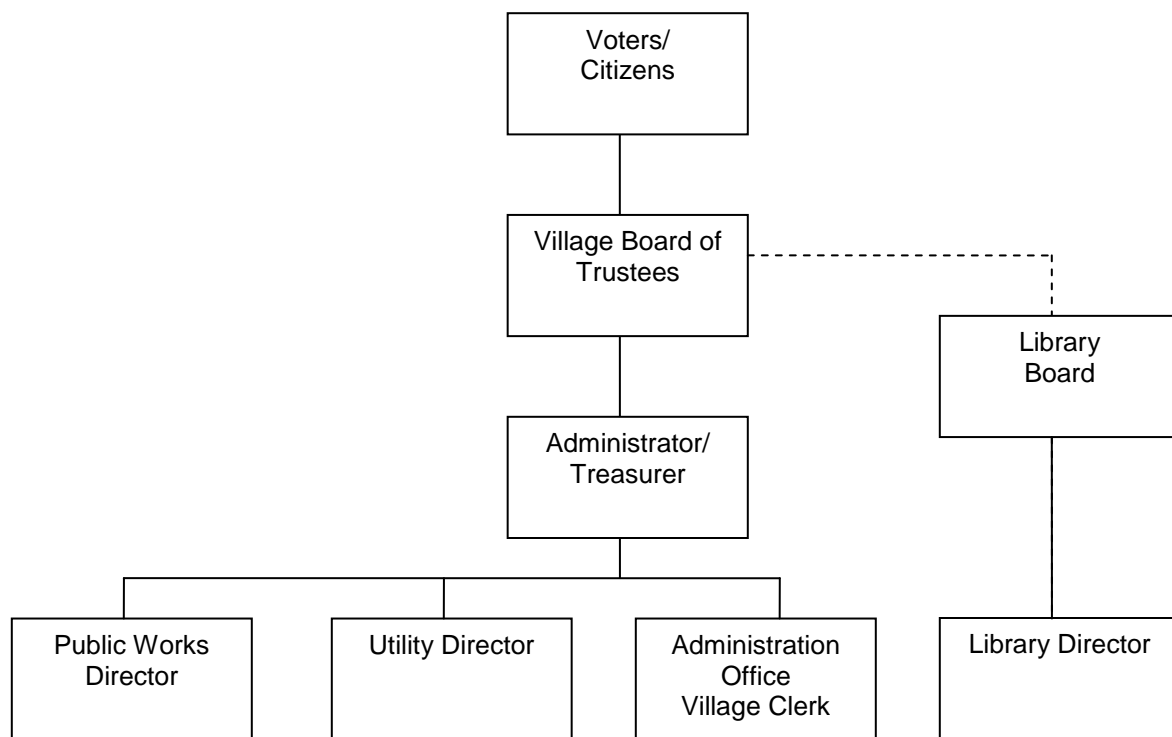 Voters/
Citizens
Village Board of
Trustees
Library
Board
Administrator/
Treasurer
Public Works
Director
Utility Director
Administration
Office
Village Clerk
Library Director